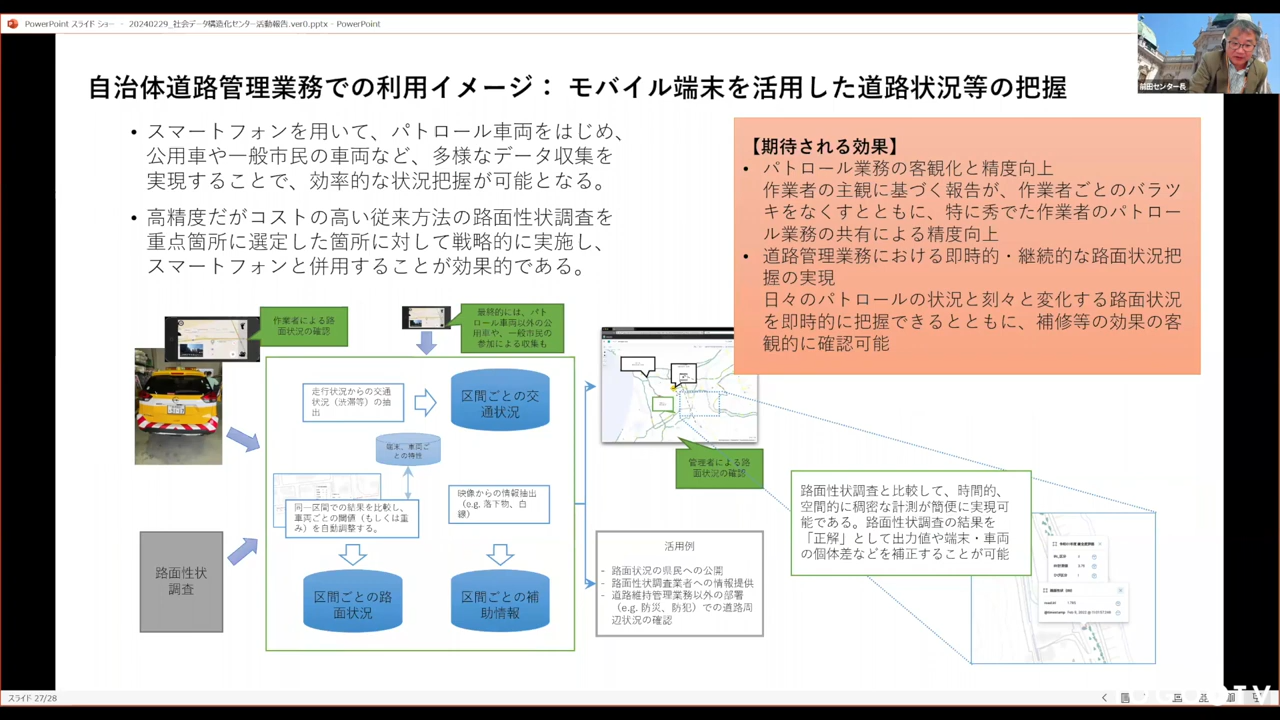 PowerPoint スライド ショー - 20240229_社会データ構造化センター活動報告.ver0.pptx - PowerPoint
前田センター長
自治体道路管理業務での利用イメージ： モバイル端末を活用した道路状況等の把握
• スマートフォンを用いて、パトロール車両をはじめ、
公用車や一般市民の車両など、多様なデータ収集を
実現することで、効率的な状況把握が可能となる。
• 高精度だがコストの高い従来方法の路面性状調査を
重点箇所に選定した箇所に対して戦略的に実施し、
スマートフォンと併用することが効果的である。
【期待される効果】
• パトロール業務の客観化と精度向上
作業者の主観に基づく報告が、作業者ごとのバラツ
キをなくすとともに、特に秀でた作業者のパトロー
ル業務の共有による精度向上
• 道路管理業務における即時的・継続的な路面状況把
握の実現
日々のパトロールの状況と刻々と変化する路面状況
を即時的に把握できるとともに、補修等の効果の客
観的に確認可能
作業者による路
面状況の確認
最終的には、パト
ロール車両以外の公
用車や、一般市民の
参加による収集も
走行状況からの交通
状況（渋滞等）の抽
出
区間ごとの交
通状況
端末、車両ご
との特性
同一区間での結果を比較し、
車両ごとの閾値（もしくは重
み）を自動調整する。
映像からの情報抽出
（e.g. 落下物、白
線）
区間ごとの路
面状況
区間ごとの補
助情報
路面性状
調査
管理者による路
面状況の確認
活用例
- 路面状況の県民への公開
- 路面性状調査業者への情報提供
- 道路維持管理業務以外の部署
（e.g. 防災、防犯）での道路周
辺状況の確認
路面性状調査と比較して、時間的、
空間的に稠密な計測が簡便に実現可
能である。路面性状調査の結果を
「正解」として出力値や端末・車両
の個体差などを補正することが可能
スライド 27/28